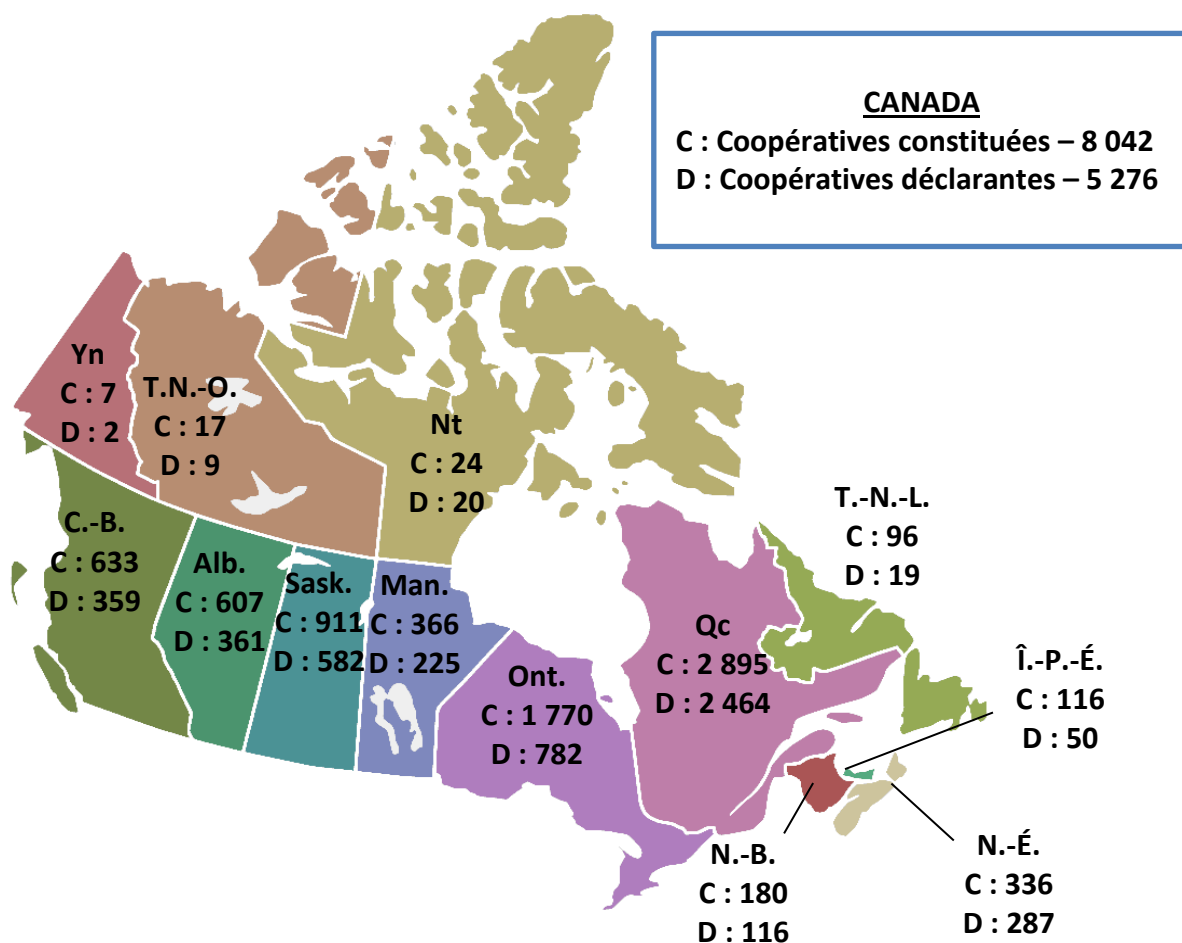 CANADA
C : Coopératives constituées – 8 042
D : Coopératives déclarantes – 5 276
Yn
C : 7
D : 2
T.N.-O.
C : 17
D : 9
Nt
C : 24
D : 20
C.-B.
C : 633
D : 359
Alb.
C : 607
D : 361
Sask.
C : 911
D : 582
Man.
C : 366
D : 225
Ont.
C : 1 770
D : 782
Qc
C : 2 895
D : 2 464
T.-N.-L.
C : 96
D : 19
Î.-P.-É.
C : 116
D : 50
N.-B.
C : 180
D : 116
N.-É.
C : 336
D : 287